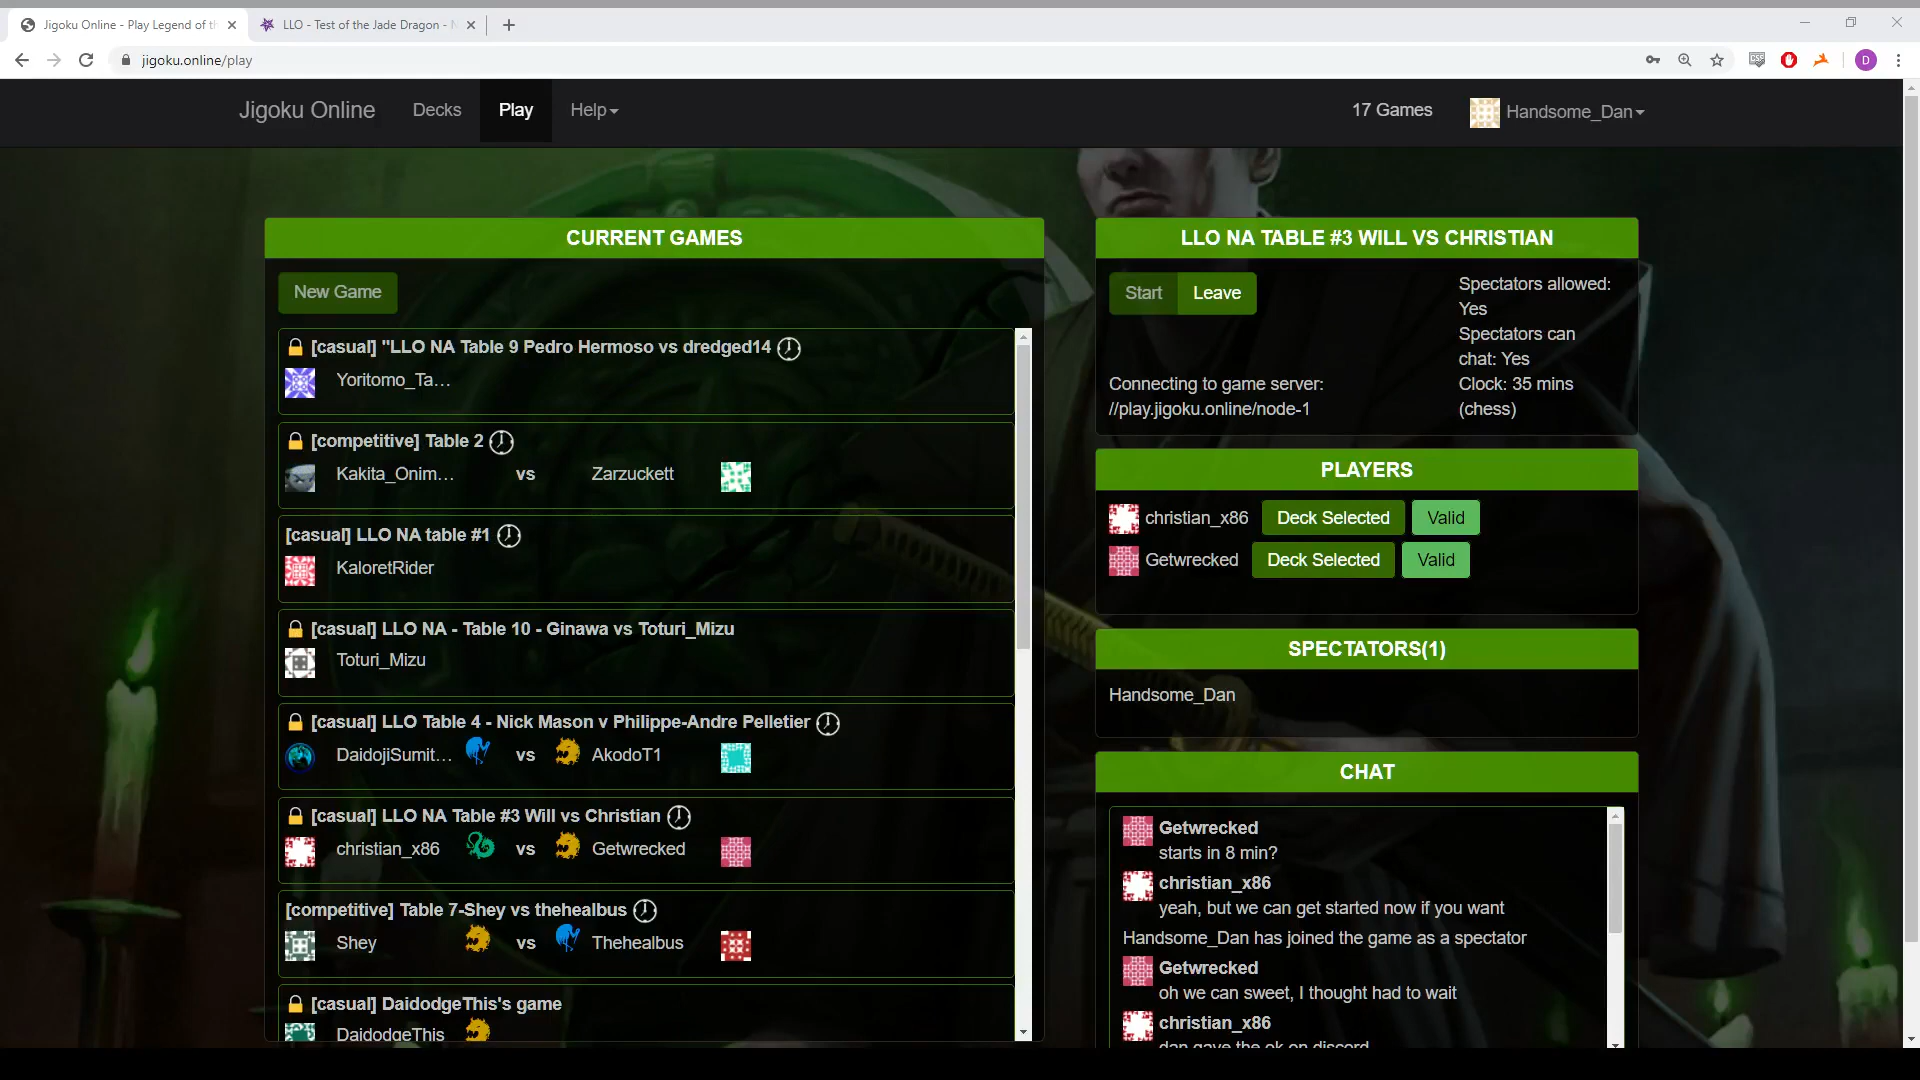 Jigoku Online - Play Legend of th
LLO - Test of the Jade Dragon - N
jigoku.online/play
D
Jigoku Online
Decks
Play
Help
17 Games
Handsome_Dan
CURRENT GAMES
New Game
[casual] "LLO NA Table 9 Pedro Hermoso vs dredged14
Yoritomo_Ta…
[competitive] Table 2
Kakita_Onim… vs Zarzuckett
[casual] LLO NA table #1
KaloretRider
[casual] LLO NA - Table 10 - Ginawa vs Toturi_Mizu
Toturi_Mizu
[casual] LLO Table 4 - Nick Mason v Philippe-Andre Pelletier
DaidojiSumit… vs AkodoT1
[casual] LLO NA Table #3 Will vs Christian
christian_x86 vs Getwrecked
[competitive] Table 7-Shey vs thehealbus
Shey vs Thehealbus
[casual] DaidodgeThis's game
DaidodgeThis
LLO NA TABLE #3 WILL VS CHRISTIAN
Start Leave
Connecting to game server:
//play.jigoku.online/node-1
Spectators allowed:
Yes
Spectators can
chat: Yes
Clock: 35 mins
(chess)
PLAYERS
christian_x86 Deck Selected Valid
Getwrecked Deck Selected Valid
SPECTATORS(1)
Handsome_Dan
CHAT
Getwrecked
starts in 8 min?
christian_x86
yeah, but we can get started now if you want
Handsome_Dan has joined the game as a spectator
Getwrecked
oh we can sweet, I thought had to wait
christian_x86
dan gave the ok on discord